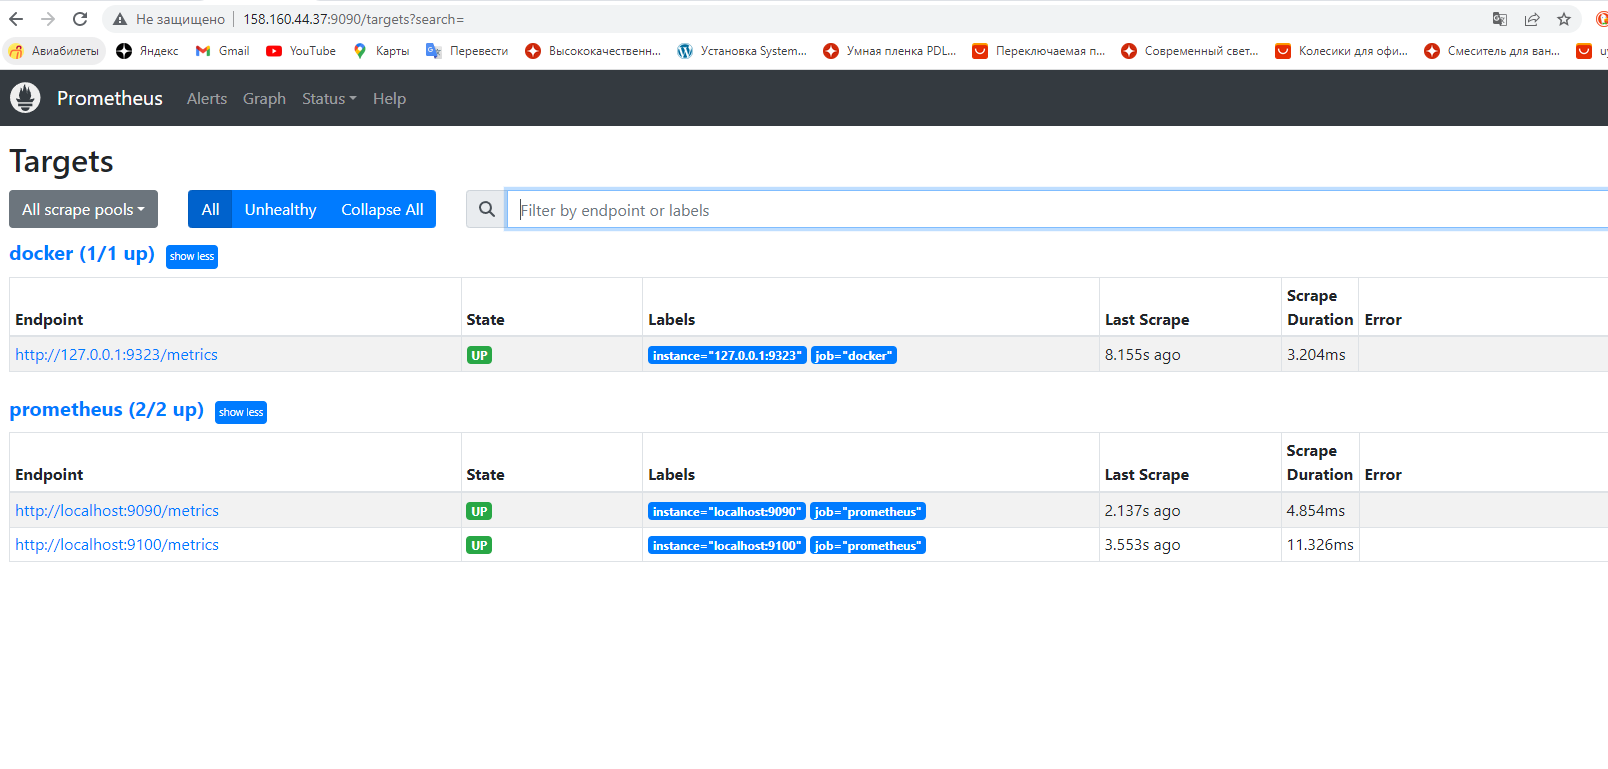 Не защищено 158.160.44.37:9090/targets?search=
Авиабилеты Яндекс Gmail YouTube Карты Перевести Высококачественн... Установка System... Умная пленка PDL... Переключаемая п... Современный свет... Колесики для офи... Смеситель для ван...
Prometheus Alerts Graph Status Help
Targets
All scrape pools All Unhealthy Collapse All Filter by endpoint or labels
docker (1/1 up) show less
Endpoint State Labels Last Scrape Scrape Duration Error
http://127.0.0.1:9323/metrics UP instance="127.0.0.1:9323" job="docker" 8.155s ago 3.204ms
prometheus (2/2 up) show less
Endpoint State Labels Last Scrape Scrape Duration Error
http://localhost:9090/metrics UP instance="localhost:9090" job="prometheus" 2.137s ago 4.854ms
http://localhost:9100/metrics UP instance="localhost:9100" job="prometheus" 3.553s ago 11.326ms